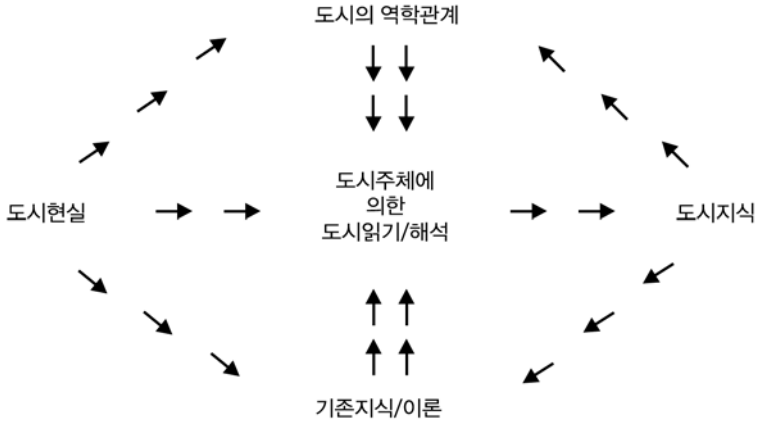 도시의 역학관계
도시주체에
의한
도시읽기/해석
도시현실
도시지식
기존지식/이론